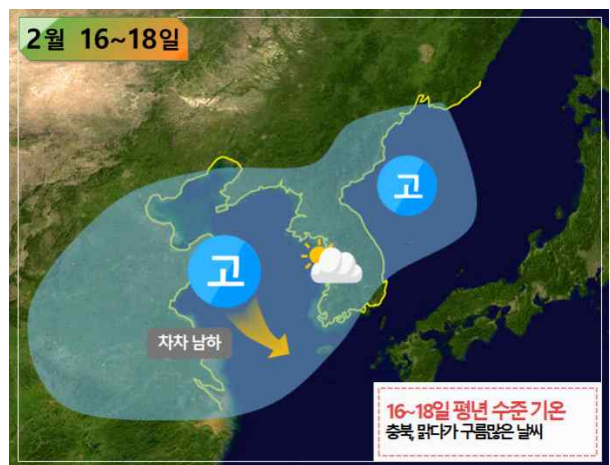 2월 16~18일
고
고
차차 남하
16~18일 평년 수준 기온
충북, 맑다가 구름많은 날씨